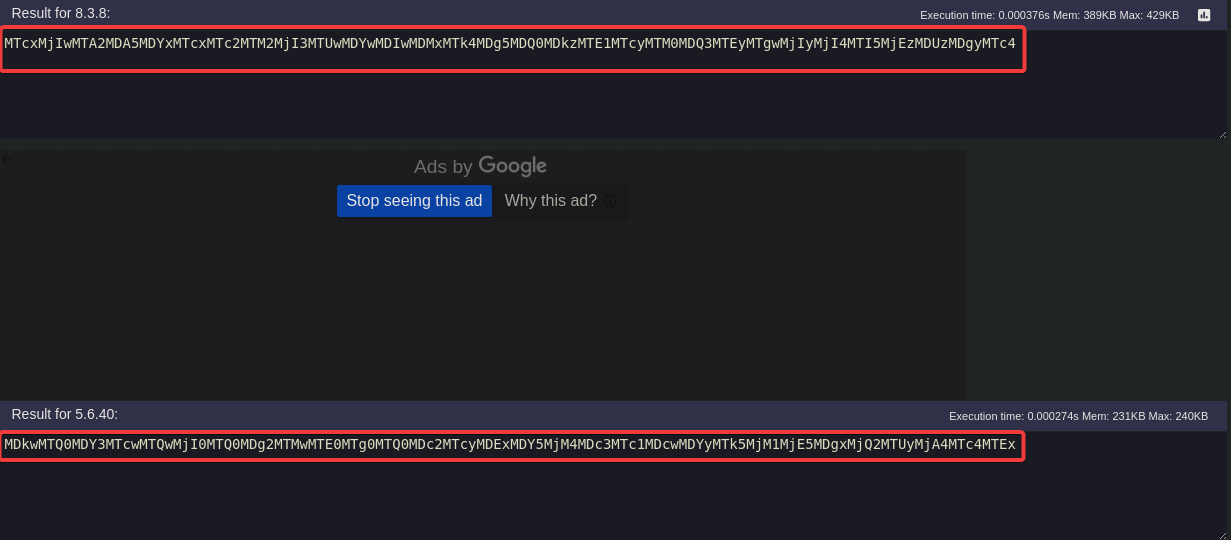 Result for 8.3.8:
Execution time: 0.000376s Mem: 389KB Max: 429KB
MTcxMjIwMTA2MDA5MDYxMTcxMTc2MTM2MjI3MTUwMDYwMDIwMDMxMTk4MDg5MDQ0MDkzMTE1MTcyMTM0MDQ3MTEyMTgwMjIyMjI4MTI5MjEzMDUzMDgyMTc4
Ads by Google
Stop seeing this ad
Why this ad?
Result for 5.6.40:
Execution time: 0.000274s Mem: 231KB Max: 240KB
MDkwMTQ0MDY3MTcwMTQwMjI0MTQ0MDg2MTMwMTE0MTg0MTQ0MDc2MTcyMDExMDY5MjM4MDc3MTc1MDcwMDYyMTk5MjM1MjE5MDgxMjQ2MTUyMjA4MTc4MTEx